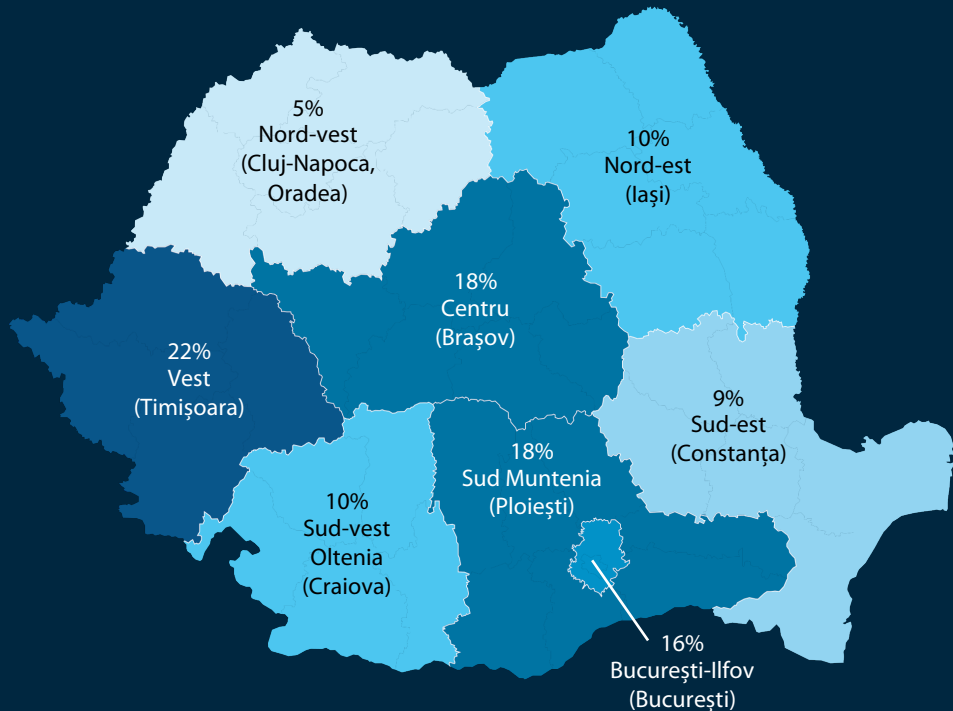 5%
Nord-vest
(Cluj-Napoca,
Oradea)
10%
Nord-est
(Iași)
18%
Centru
(Brașov)
22%
Vest
(Timișoara)
9%
Sud-est
(Constanța)
18%
Sud Muntenia
(Ploiești)
10%
Sud-vest
Oltenia
(Craiova)
16%
București-Ilfov
(București)